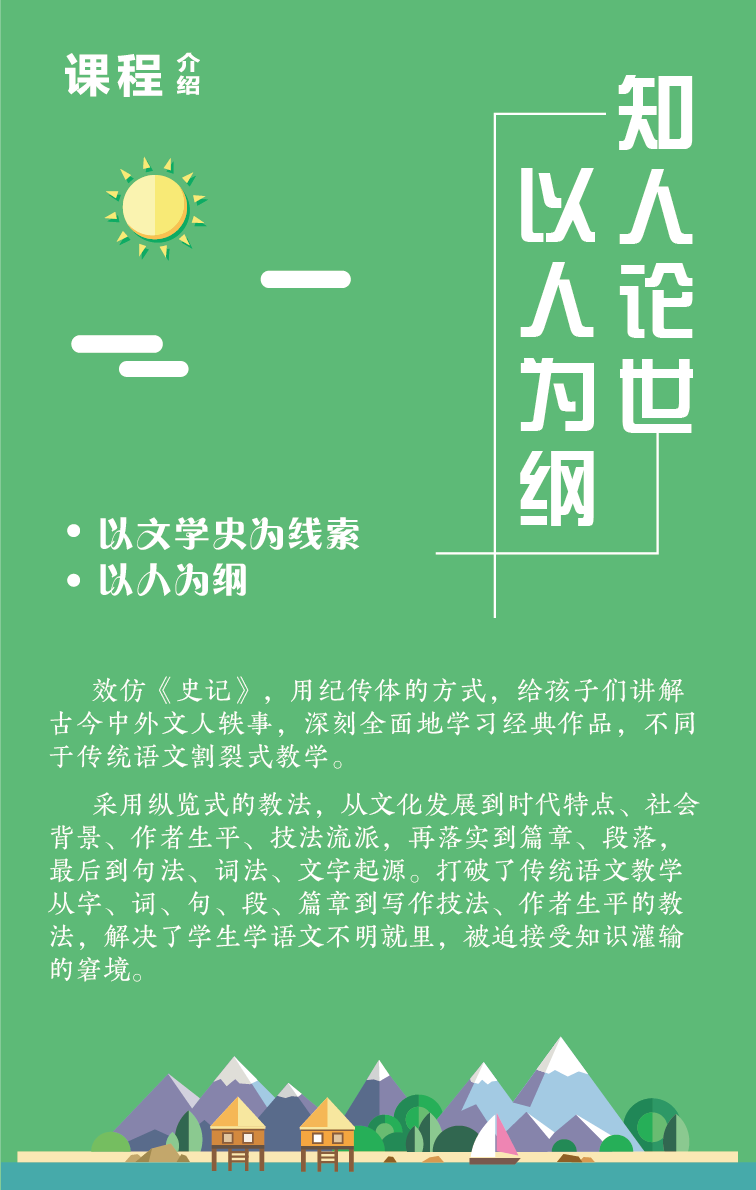 课程介绍
知人论世
以人为纲
• 以文学史为线索
• 以人为纲
效仿《史记》，用纪传体的方式，给孩子们讲解
古今中外文人轶事，深刻全面地学习经典作品，不同
于传统语文割裂式教学。
采用纵览式的教法，从文化发展到时代特点、社会
背景、作者生平、技法流派，再落实到篇章、段落，
最后到句法、词法、文字起源。打破了传统语文教学
从字、词、句、段、篇章到写作技法、作者生平的教
法，解决了学生学语文不明就里，被迫接受知识灌输
的窘境。